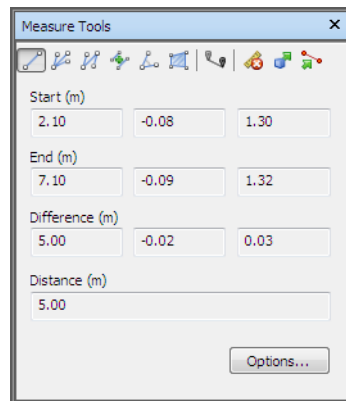 Measure Tools
Start (m)
2.10 -0.08 1.30
End (m)
7.10 -0.09 1.32
Difference (m)
5.00 -0.02 0.03
Distance (m)
5.00
Options...